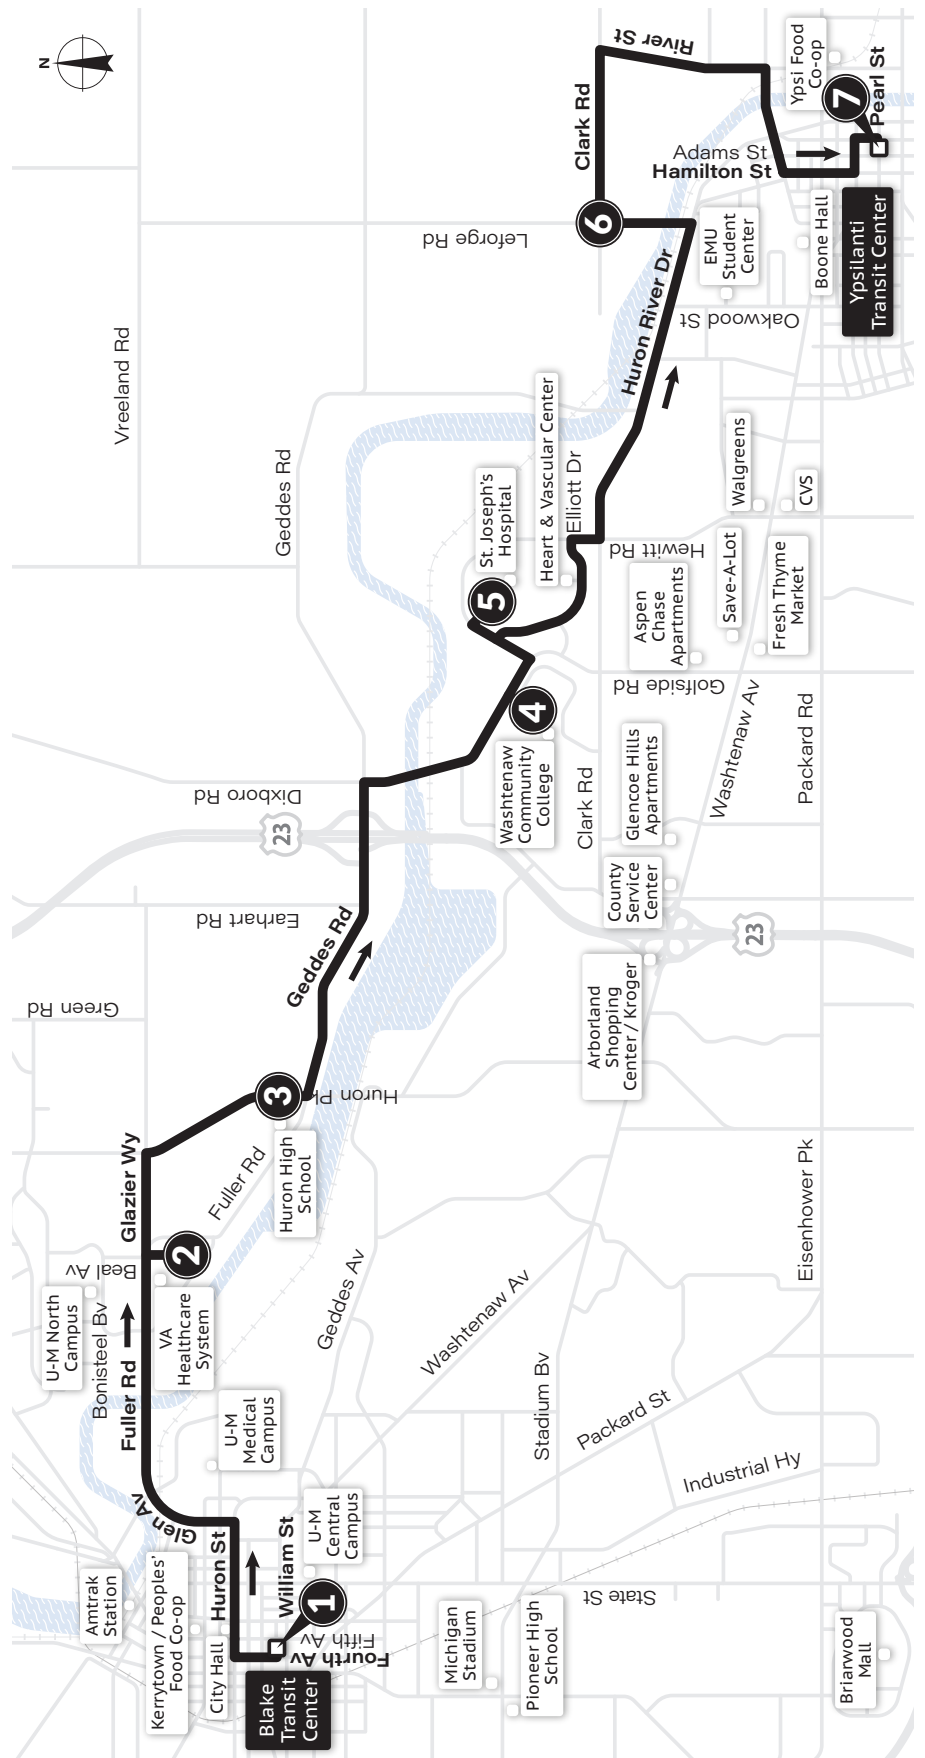 N
Vreeland Rd
Geddes Rd
Leforge Rd
Clark Rd
River St
Ypsi Food
Co-op
7
Pearl St
Adams St
Hamilton St
6
EMU
Student
Center
Boone Hall
Ypsilanti
Transit Center
Oakwood St
Huron River Dr
Heart & Vascular Center
Elliott Dr
St. Joseph's
Hospital
5
Hewitt Rd
Walgreens
CVS
Save-A-Lot
Fresh Thyme
Market
Aspen
Chase
Apartments
Golfside Rd
Washtenaw Av
Packard Rd
4
Washtenaw
Community
College
Clark Rd
Glencoe Hills
Apartments
County
Service
Center
23
Arborland
Shopping
Center / Kroger
Dixboro Rd
23
Earhart Rd
Geddes Rd
Green Rd
3
Huron Pk
Huron High
School
Fuller Rd
Glazier Wy
2
Beal Av
U-M North
Campus
Bonisteel Bv
VA
Healthcare
System
Fuller Rd
Geddes Av
Washtenaw Av
Eisenhower Pk
Stadium Bv
Packard St
Industrial Hy
U-M
Medical
Campus
Glen Av
Huron St
William St
U-M
Central
Campus
Amtrak
Station
Kerrytown / Peoples'
Food Co-op
City Hall
1
Fifth Av
Fourth Av
Blake
Transit
Center
State St
Michigan
Stadium
Pioneer High
School
Briarwood
Mall